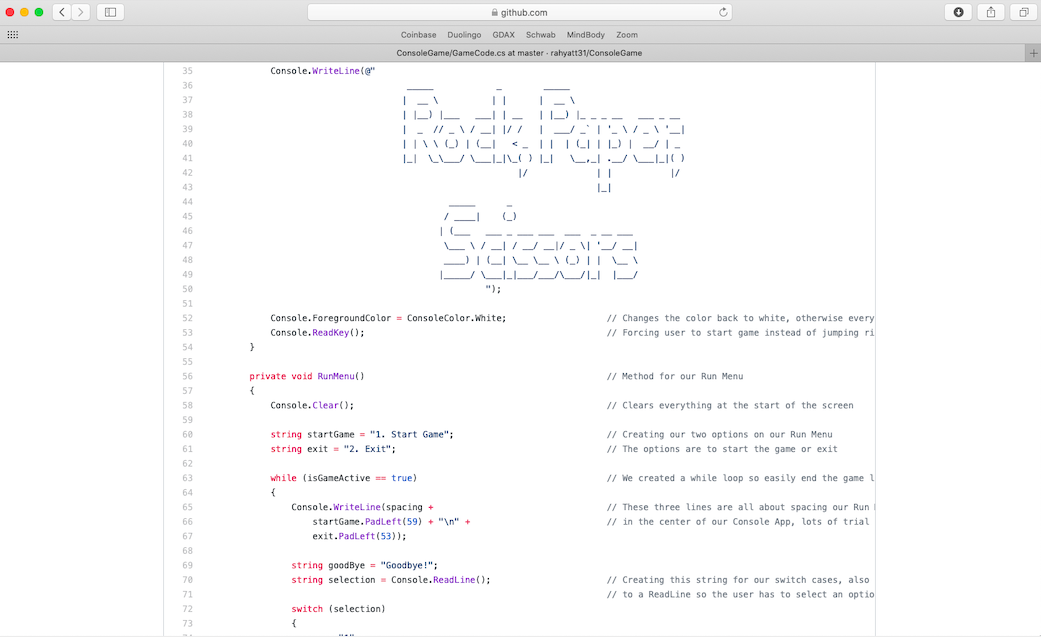 github.com
Coinbase Duolingo GDAX Schwab MindBody Zoom
ConsoleGame/GameCode.cs at master · rahyatt31/ConsoleGame
35 Console.WriteLine(@"
36  _____            _        _____
37 |  __ \          | |      |  __ \
38 | |__) |___   ___| | __   | |__) |_ _ _ __   ___ _ __
39 |  _  // _ \ / __| |/ /   |  ___/ _` | '_ \ / _ \ '__|
40 | | \ \ (_) | (__|   < _  | |  | (_| | |_) |  __/ | _
41 |_|  \_\___/ \___|_|\_( ) |_|   \__,_| .__/ \___|_|( )
42                       |/             | |           |/
43                                      |_|
44  _____      _
45 / ____|    (_)
46 | (___   ___ _ ___ ___  ___  _ __ ___
47 \___ \ / __| | / __/ __|/ _ \| '__/ __|
48 ____) | (__| \__ \__ \ (_) | |  \__ \
49 |_____/ \___|_|___/___/\___/|_|  |___/
50 ");
51
52 Console.ForegroundColor = ConsoleColor.White; // Changes the color back to white, otherwise every
53 Console.ReadKey(); // Forcing user to start game instead of jumping ri
54 }
55
56 private void RunMenu() // Method for our Run Menu
57 {
58 Console.Clear(); // Clears everything at the start of the screen
59
60 string startGame = "1. Start Game"; // Creating our two options on our Run Menu
61 string exit = "2. Exit"; // The options are to start the game or exit
62
63 while (isGameActive == true) // We created a while loop so easily end the game l
64 {
65 Console.WriteLine(spacing + // These three lines are all about spacing our Run
66 startGame.PadLeft(59) + "\n" + // in the center of our Console App, lots of trial
67 exit.PadLeft(53));
68
69 string goodBye = "Goodbye!";
70 string selection = Console.ReadLine(); // Creating this string for our switch cases, also
71 // to a ReadLine so the user has to select an optio
72 switch (selection)
73 {